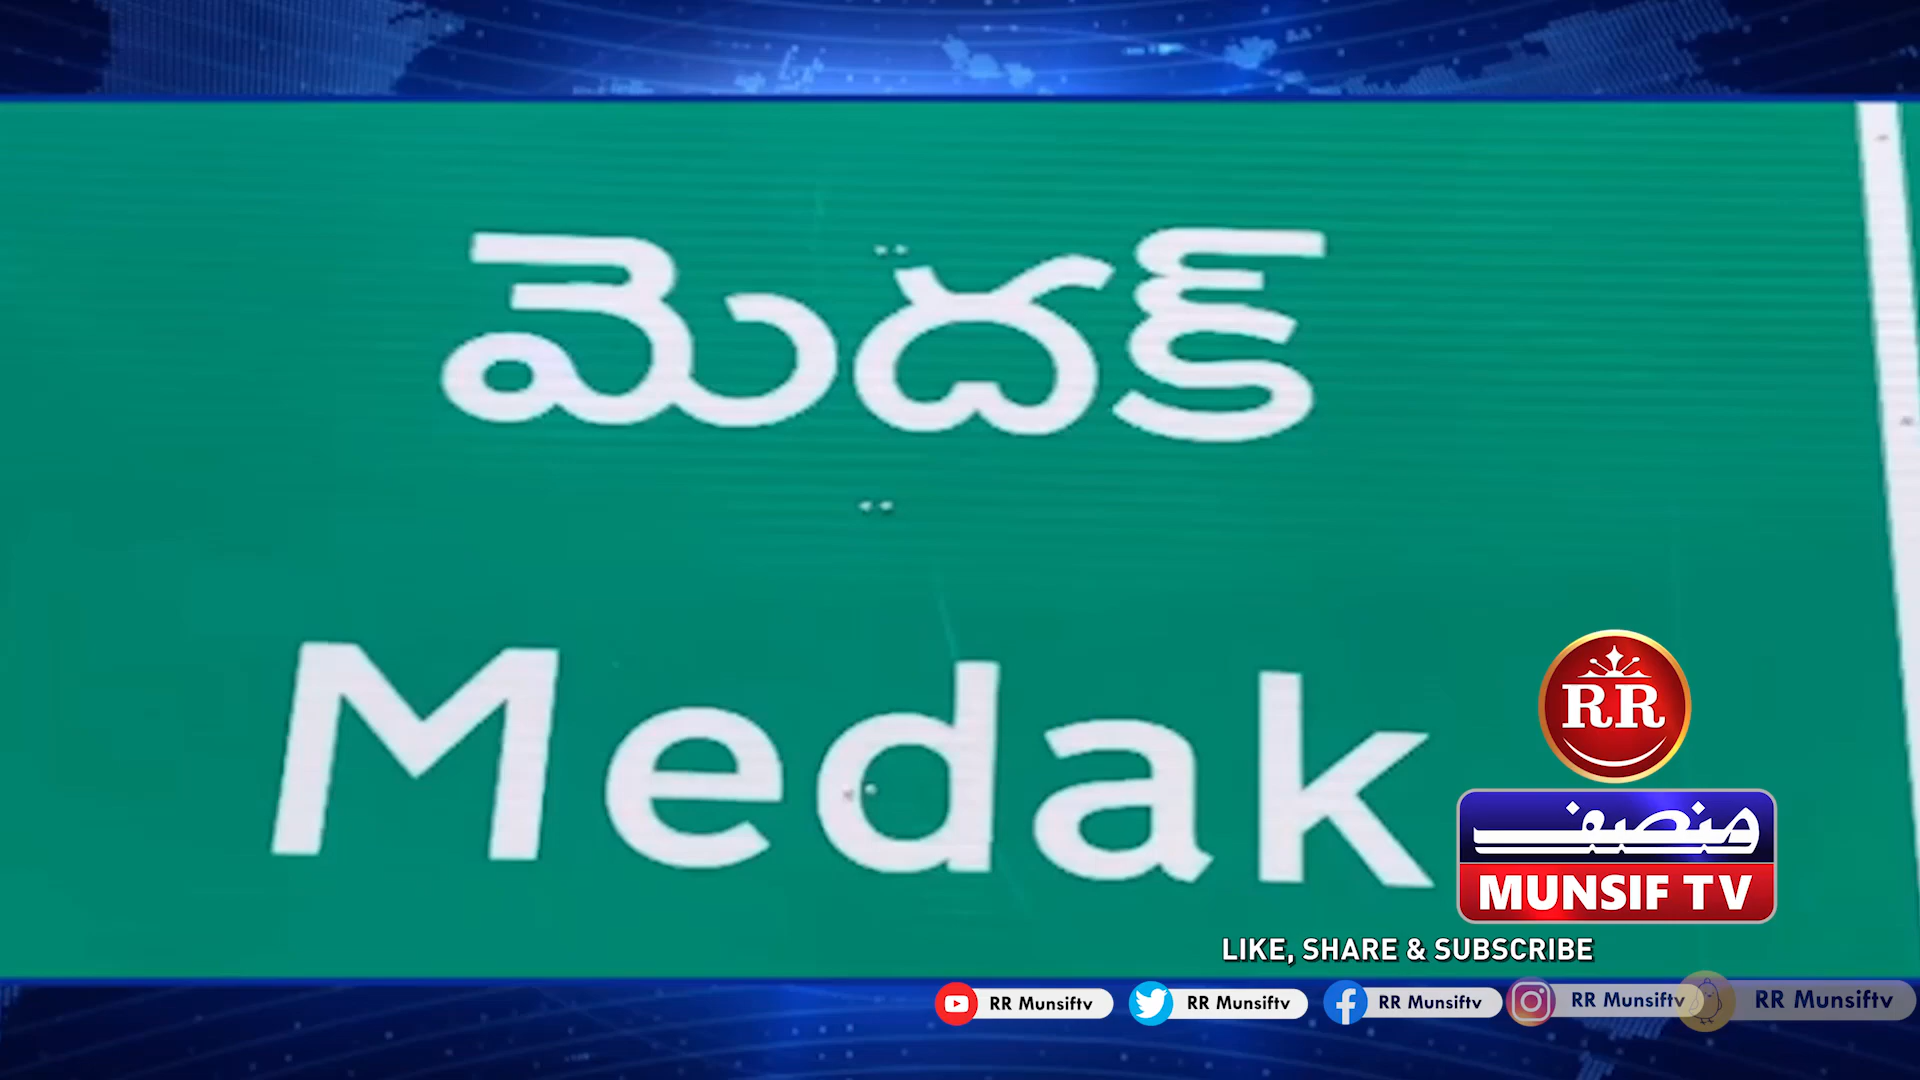 మెదక్
Medak
RR
منصف
MUNSIF TV
LIKE, SHARE & SUBSCRIBE
RR Munsiftv RR Munsiftv RR Munsiftv RR Munsiftv RR Munsiftv